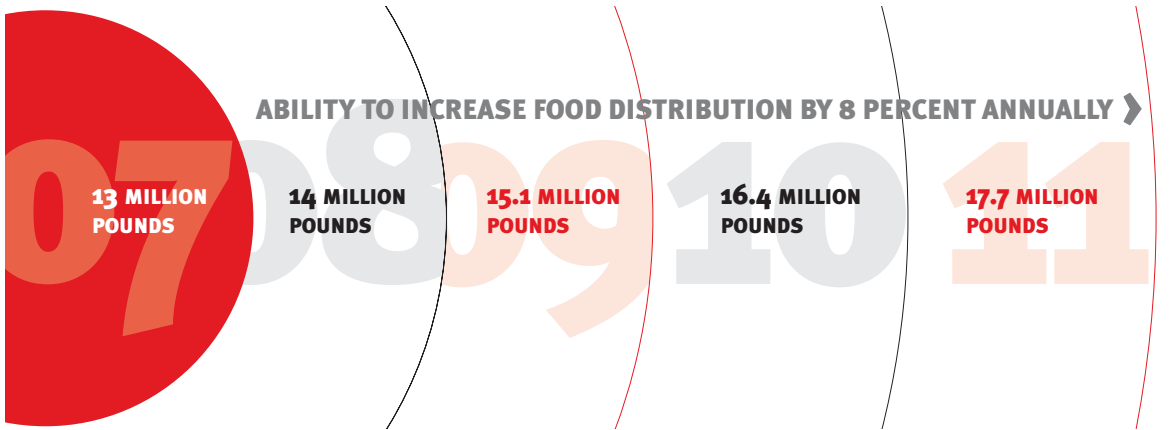 ABILITY TO INCREASE FOOD DISTRIBUTION BY 8 PERCENT ANNUALLY
07
13 MILLION
POUNDS
08
14 MILLION
POUNDS
09
15.1 MILLION
POUNDS
10
16.4 MILLION
POUNDS
11
17.7 MILLION
POUNDS